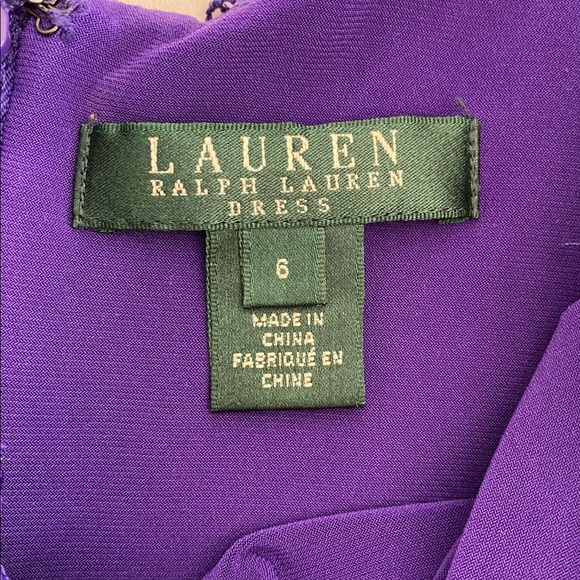 LAUREN
RALPH LAUREN
DRESS
6
MADE IN
CHINA
FABRIQUÉ EN
CHINE